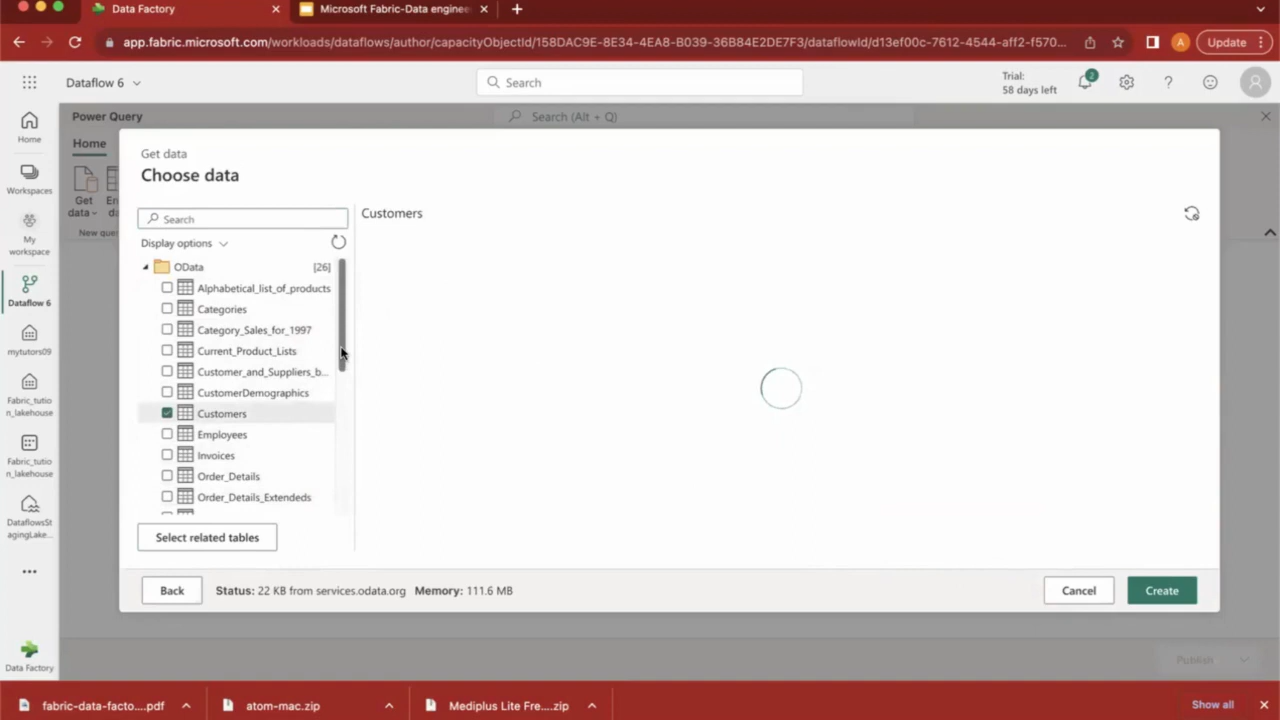 Data Factory
Microsoft Fabric-Data enginee
app.fabric.microsoft.com/workloads/dataflows/author/capacityObjectId/158DAC9E-8E34-4EA8-B039-36B84E2DE7F3/dataflowId/d13ef00c-7612-4544-aff2-f570...
A
Update
Dataflow 6
Search
Trial:
58 days left
2
Power Query
Search (Alt + Q)
Home
Home
Get
data
En
da
New que
Workspaces
My
workspace
Dataflow 6
mytutors09
Fabric_tutio
n_lakehouse
Fabric_tutio
n_lakehouse
DataflowsSt
agingLake...
Data Factory
Get data
Choose data
Search
Display options
OData [26]
Alphabetical_list_of_products
Categories
Category_Sales_for_1997
Current_Product_Lists
Customer_and_Suppliers_b...
CustomerDemographics
Customers
Employees
Invoices
Order_Details
Order_Details_Extendeds
Select related tables
Customers
Back
Status: 22 KB from services.odata.org Memory: 111.6 MB
Cancel
Create
Publish
fabric-data-facto....pdf
atom-mac.zip
Mediplus Lite Fre....zip
Show all